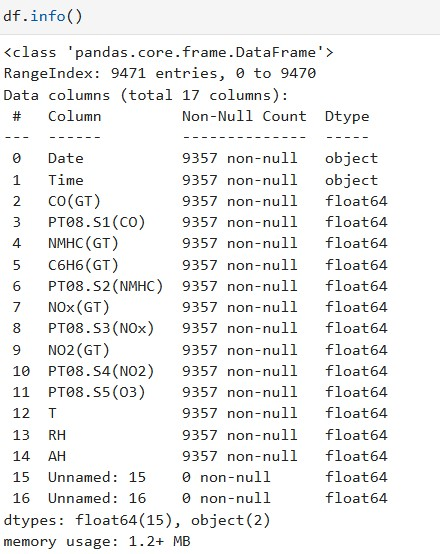 df.info()
<class 'pandas.core.frame.DataFrame'>
RangeIndex: 9471 entries, 0 to 9470
Data columns (total 17 columns):
 #   Column         Non-Null Count  Dtype
---  ------         --------------  -----
 0   Date           9357 non-null   object
 1   Time           9357 non-null   object
 2   CO(GT)         9357 non-null   float64
 3   PT08.S1(CO)    9357 non-null   float64
 4   NMHC(GT)       9357 non-null   float64
 5   C6H6(GT)       9357 non-null   float64
 6   PT08.S2(NMHC)  9357 non-null   float64
 7   NOx(GT)        9357 non-null   float64
 8   PT08.S3(NOx)   9357 non-null   float64
 9   NO2(GT)        9357 non-null   float64
 10  PT08.S4(NO2)   9357 non-null   float64
 11  PT08.S5(O3)    9357 non-null   float64
 12  T              9357 non-null   float64
 13  RH             9357 non-null   float64
 14  AH             9357 non-null   float64
 15  Unnamed: 15    0 non-null      float64
 16  Unnamed: 16    0 non-null      float64
dtypes: float64(15), object(2)
memory usage: 1.2+ MB